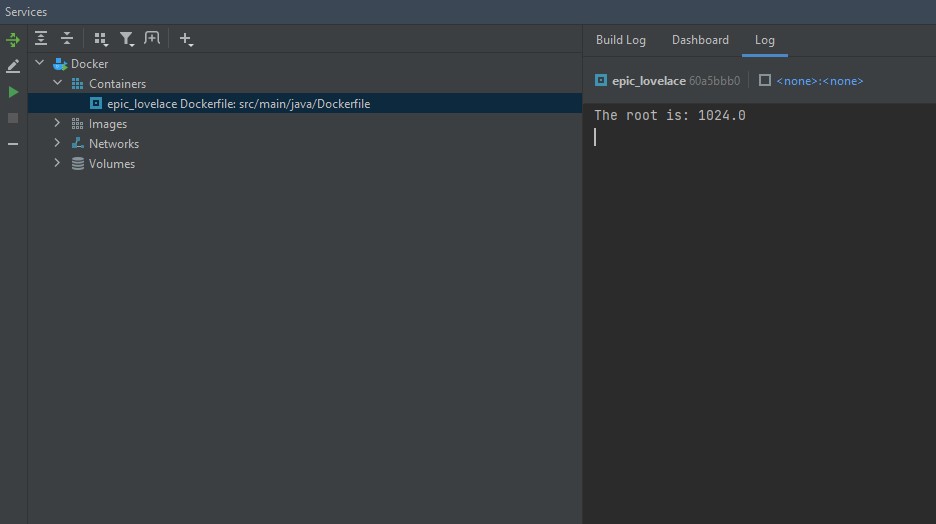 Services
Docker
Containers
epic_lovelace Dockerfile: src/main/java/Dockerfile
Images
Networks
Volumes
Build Log Dashboard Log
epic_lovelace 60a5bbb0 <none>:<none>
The root is: 1024.0